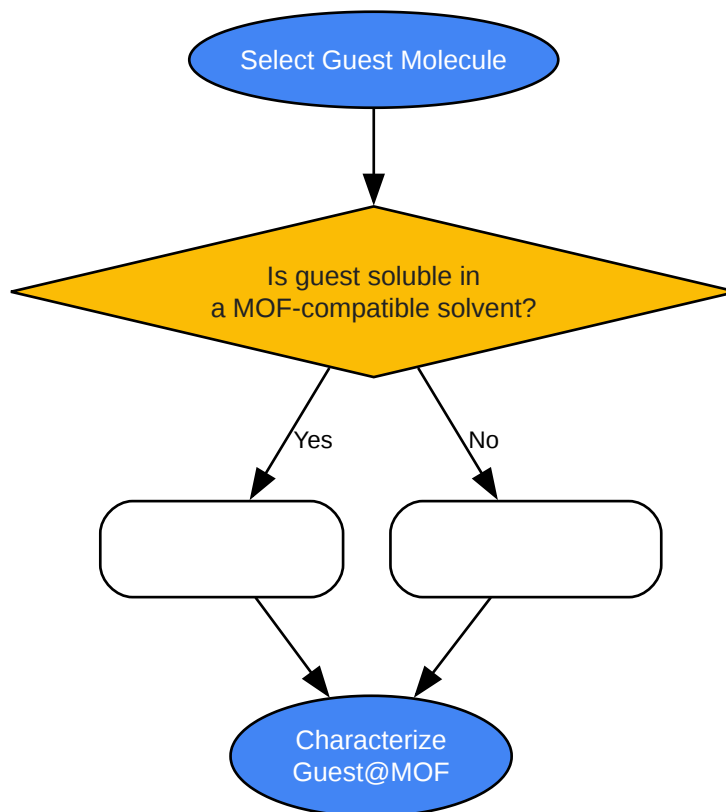 Select Guest Molecule
Is guest soluble in
a MOF-compatible solvent?
Yes
No
Characterize
Guest@MOF